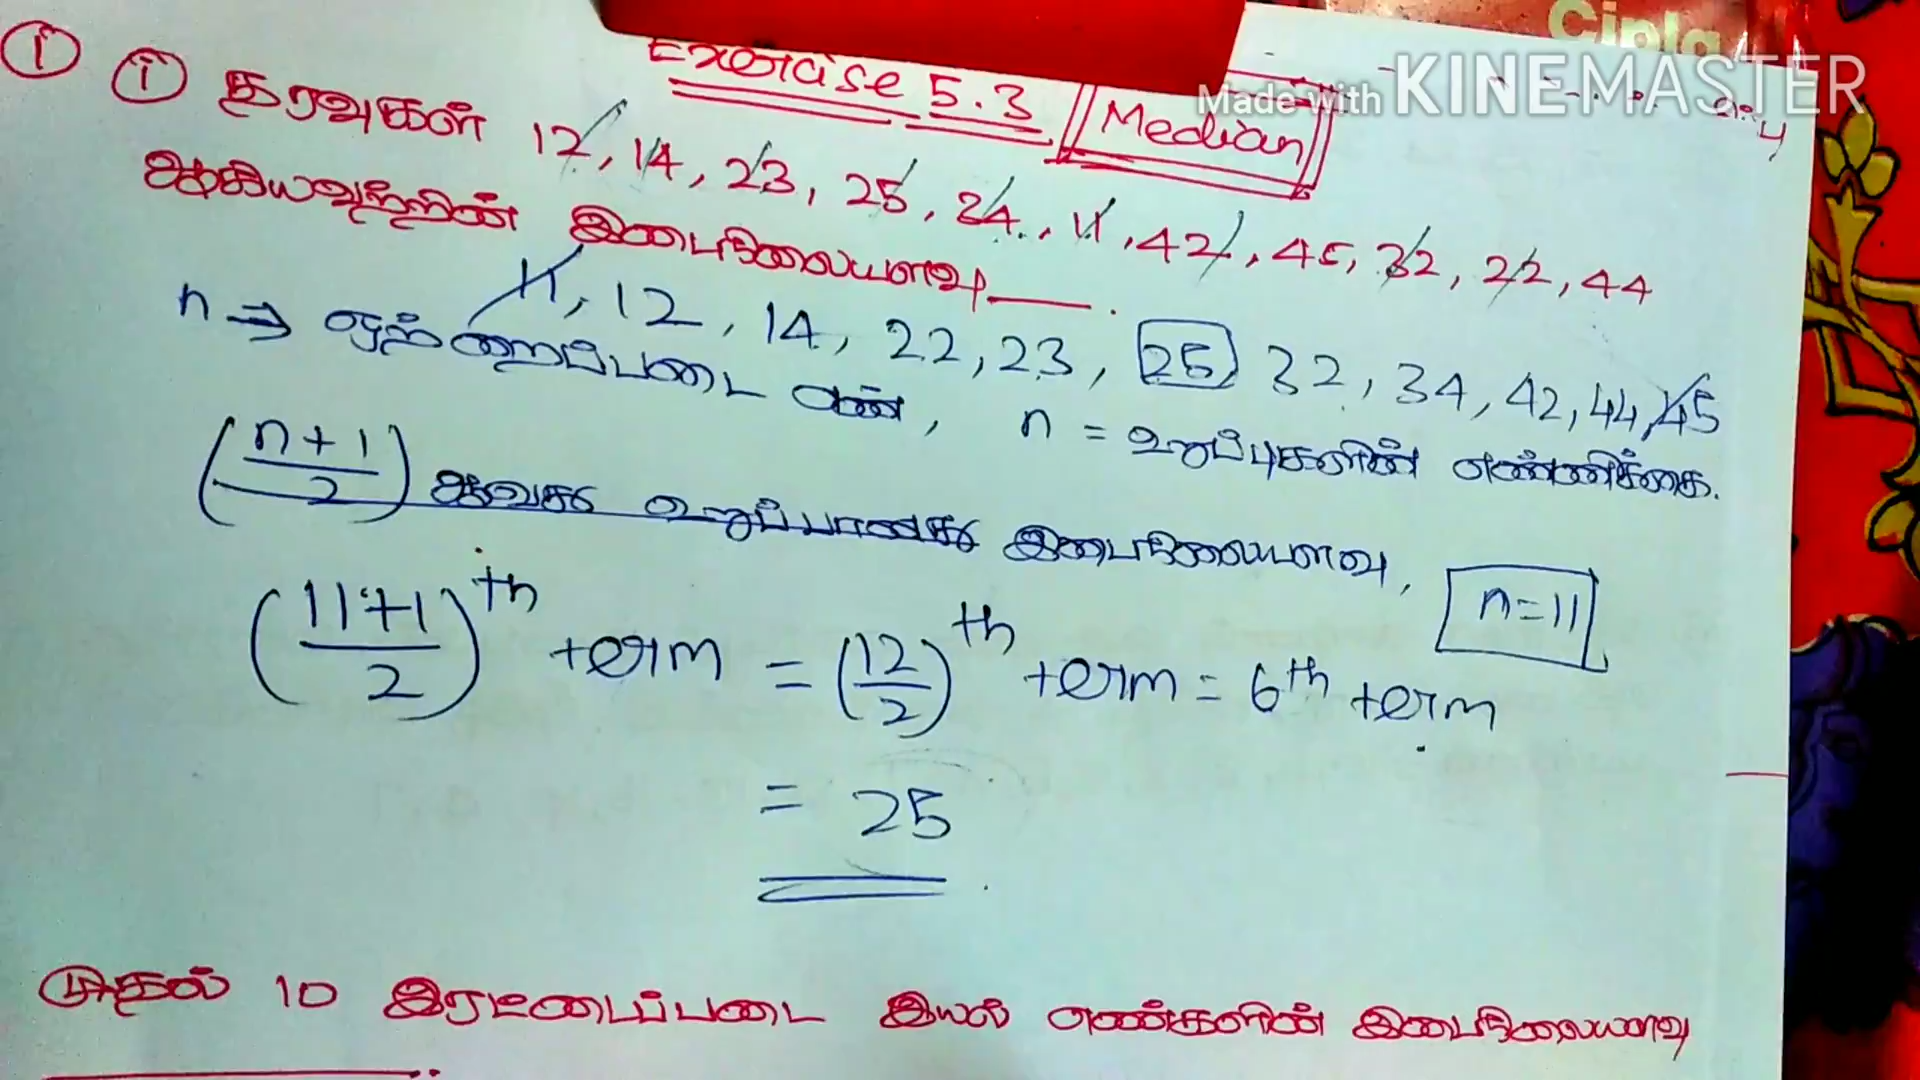 Cipla
Made with KINEMASTER
Exercise 5.3 Median
① ⓘ தரவுகள் 12, 14, 23, 25, 34, 11, 42, 45, 32, 22, 44
ஆகியவற்றின் இடைநிலையளவு ____.
11, 12, 14, 22, 23, 25, 32, 34, 42, 44, 45
n ⇒ ஒற்றைப்படை எண், n = உறுப்புகளின் எண்ணிக்கை.
(n+1/2) ஆவது உறுப்பானது இடைநிலையளவு, n=11
(11+1/2)th term = (12/2)th term = 6th term
= 25
முதல் 10 இரட்டைப்படை இயல் எண்களின் இடைநிலையளவு